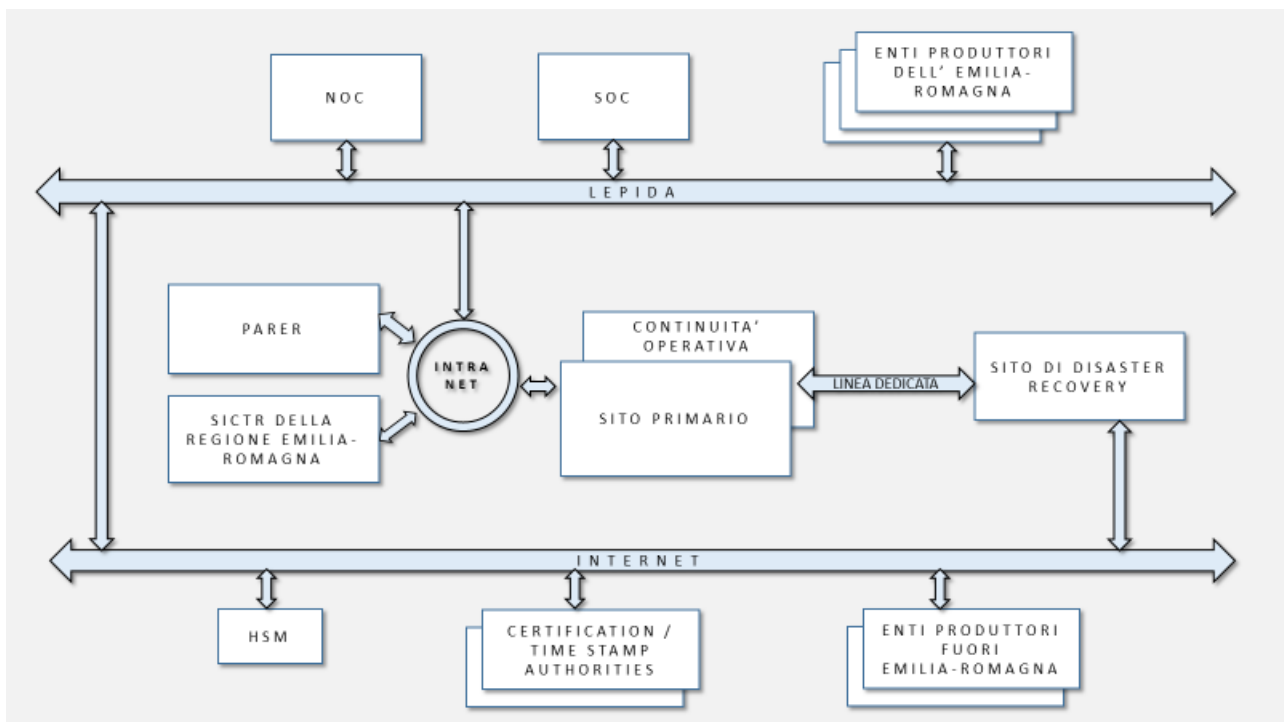 NOC
SOC
ENTI PRODUTTORI
DELL' EMILIA-
ROMAGNA
LEPIDA
PARER
INTRA
NET
CONTINUITA'
OPERATIVA
SITO PRIMARIO
LINEA DEDICATA
SITO DI DISASTER
RECOVERY
SICTR DELLA
REGIONE EMILIA-
ROMAGNA
INTERNET
HSM
CERTIFICATION /
TIME STAMP
AUTHORITIES
ENTI PRODUTTORI
FUORI
EMILIA-ROMAGNA